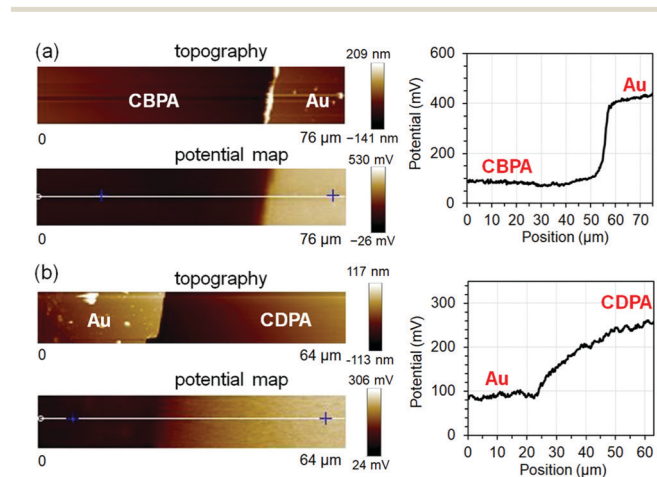 (a)
topography
209 nm
CBPA
Au
0
76 µm
−141 nm
potential map
530 mV
0
76 µm
−26 mV
600
400
200
0
Potential (mV)
Au
CBPA
0 10 20 30 40 50 60 70
Position (µm)
(b)
topography
117 nm
Au
CDPA
0
64 µm
-113 nm
potential map
306 mV
0
64 µm
24 mV
300
200
100
0
Potential (mV)
CDPA
Au
0 10 20 30 40 50 60
Position (µm)